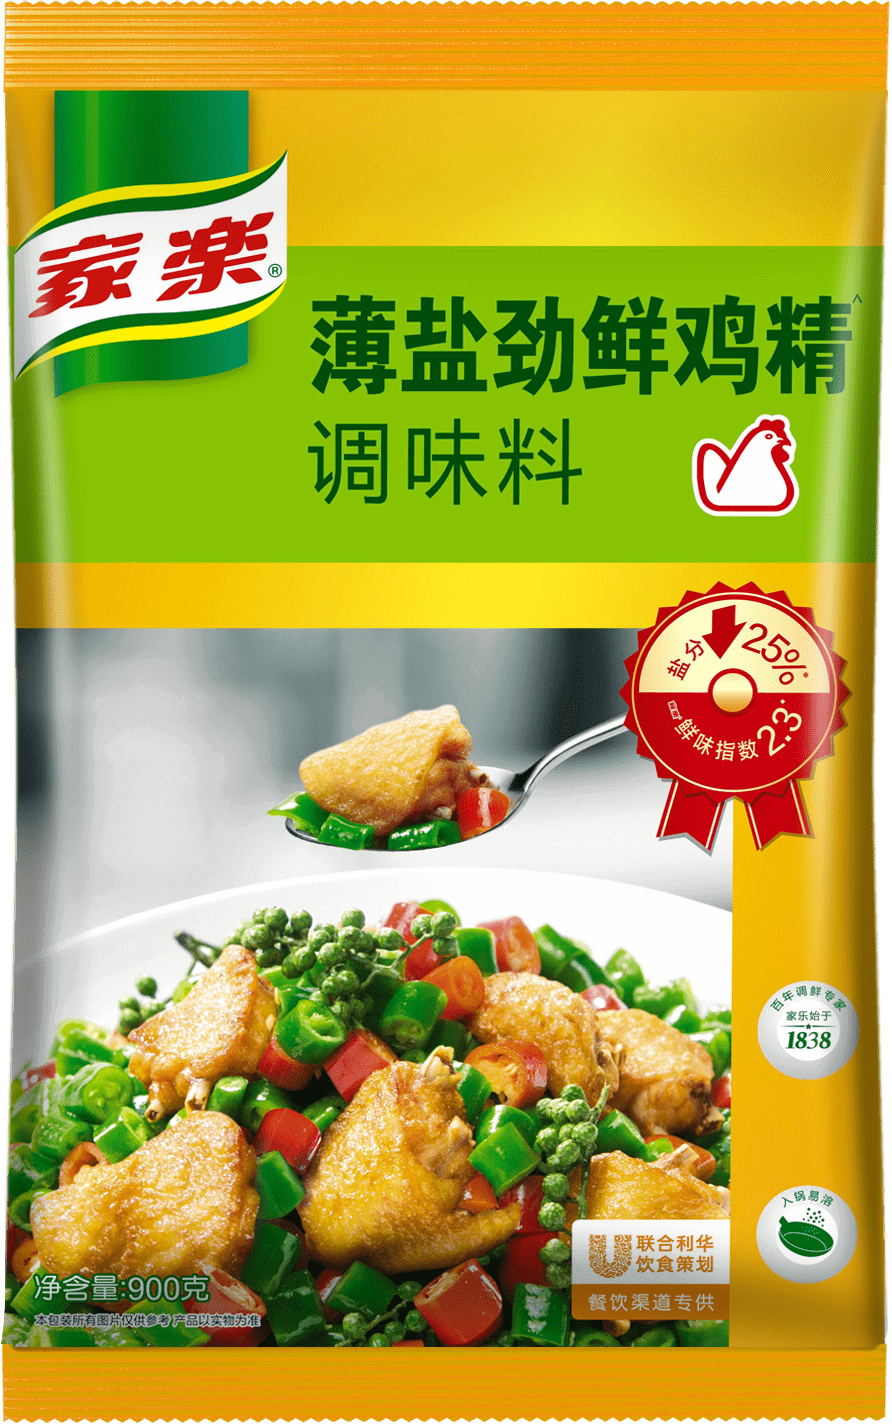 家樂®
薄盐劲鲜鸡精^
调味料
盐分
25%*
鲜味指数2.3
百年调鲜专家
家乐始于
1838
入锅易溶
联合利华
饮食策划
餐饮渠道专供
净含量:900克
本包装所有图片仅供参考 产品以实物为准